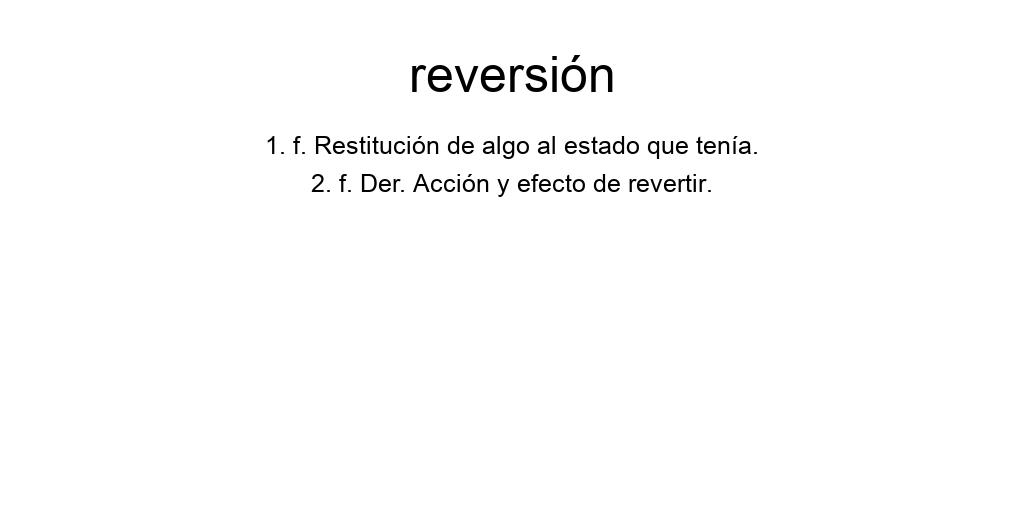 reversión
1. f. Restitución de algo al estado que tenía.
2. f. Der. Acción y efecto de revertir.